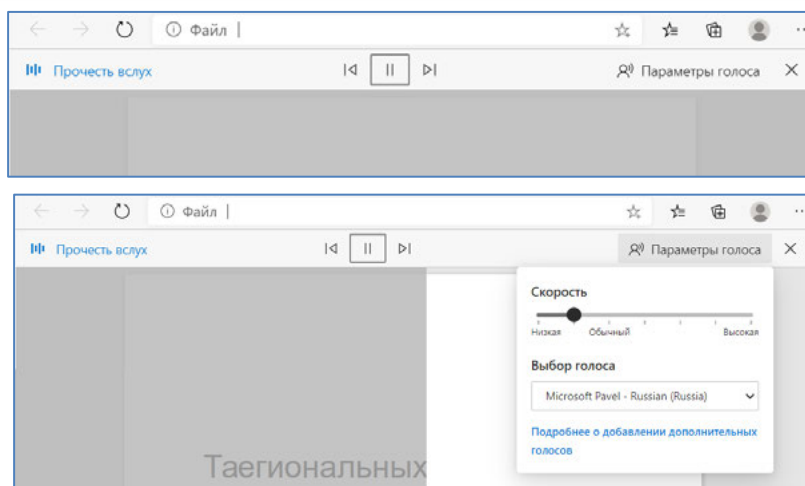 Файл |
Прочесть вслух
Параметры голоса
Файл |
Прочесть вслух
Параметры голоса
Скорость
Низкая Обычный Высокая
Выбор голоса
Microsoft Pavel - Russian (Russia)
Подробнее о добавлении дополнительных
голосов
Таегиональных